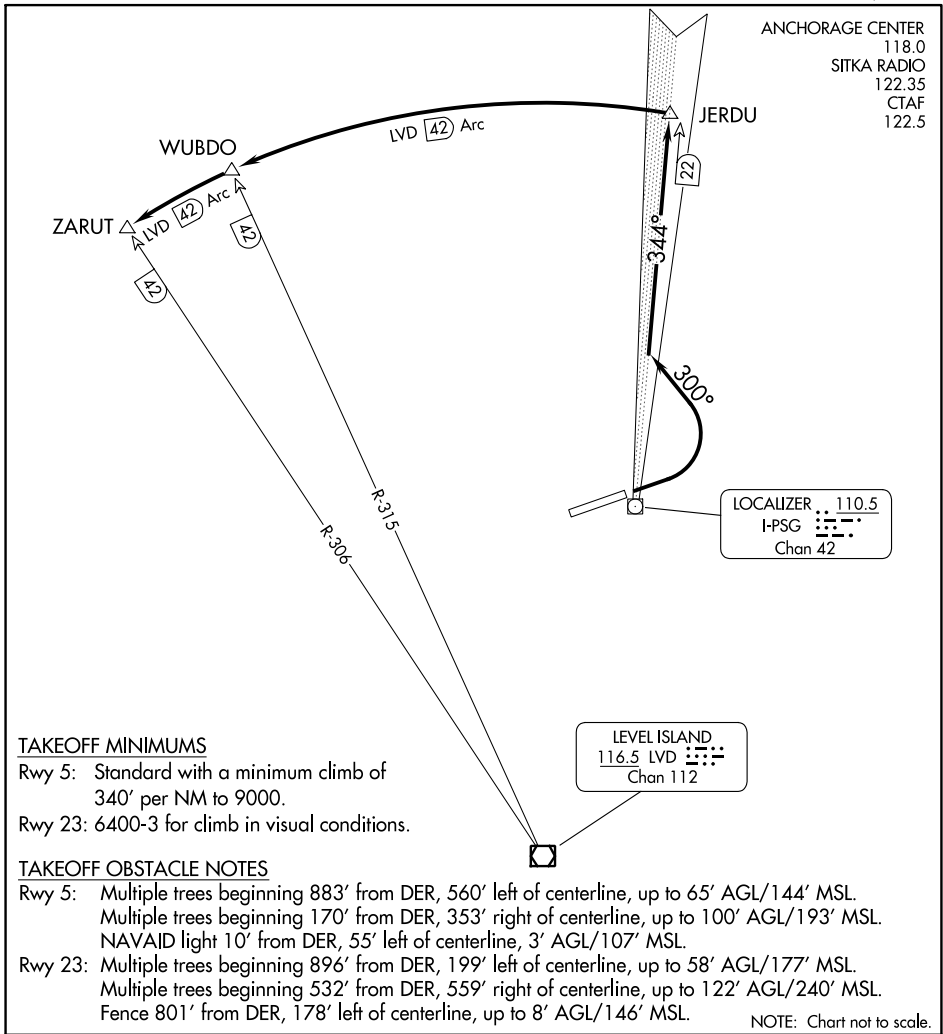 ANCHORAGE CENTER
118.0
SITKA RADIO
122.35
CTAF
122.5
JERDU
LVD 42 Arc
WUBDO
22
LVD 42 Arc
ZARUT
42
42
344°
300°
R-315
R-306
LOCALIZER 110.5
I-PSG
Chan 42
LEVEL ISLAND
116.5 LVD
Chan 112
TAKEOFF MINIMUMS
Rwy 5: Standard with a minimum climb of
340' per NM to 9000.
Rwy 23: 6400-3 for climb in visual conditions.
TAKEOFF OBSTACLE NOTES
Rwy 5: Multiple trees beginning 883' from DER, 560' left of centerline, up to 65' AGL/144' MSL.
Multiple trees beginning 170' from DER, 353' right of centerline, up to 100' AGL/193' MSL.
NAVAID light 10' from DER, 55' left of centerline, 3' AGL/107' MSL.
Rwy 23: Multiple trees beginning 896' from DER, 199' left of centerline, up to 58' AGL/177' MSL.
Multiple trees beginning 532' from DER, 559' right of centerline, up to 122' AGL/240' MSL.
Fence 801' from DER, 178' left of centerline, up to 8' AGL/146' MSL.
NOTE: Chart not to scale.